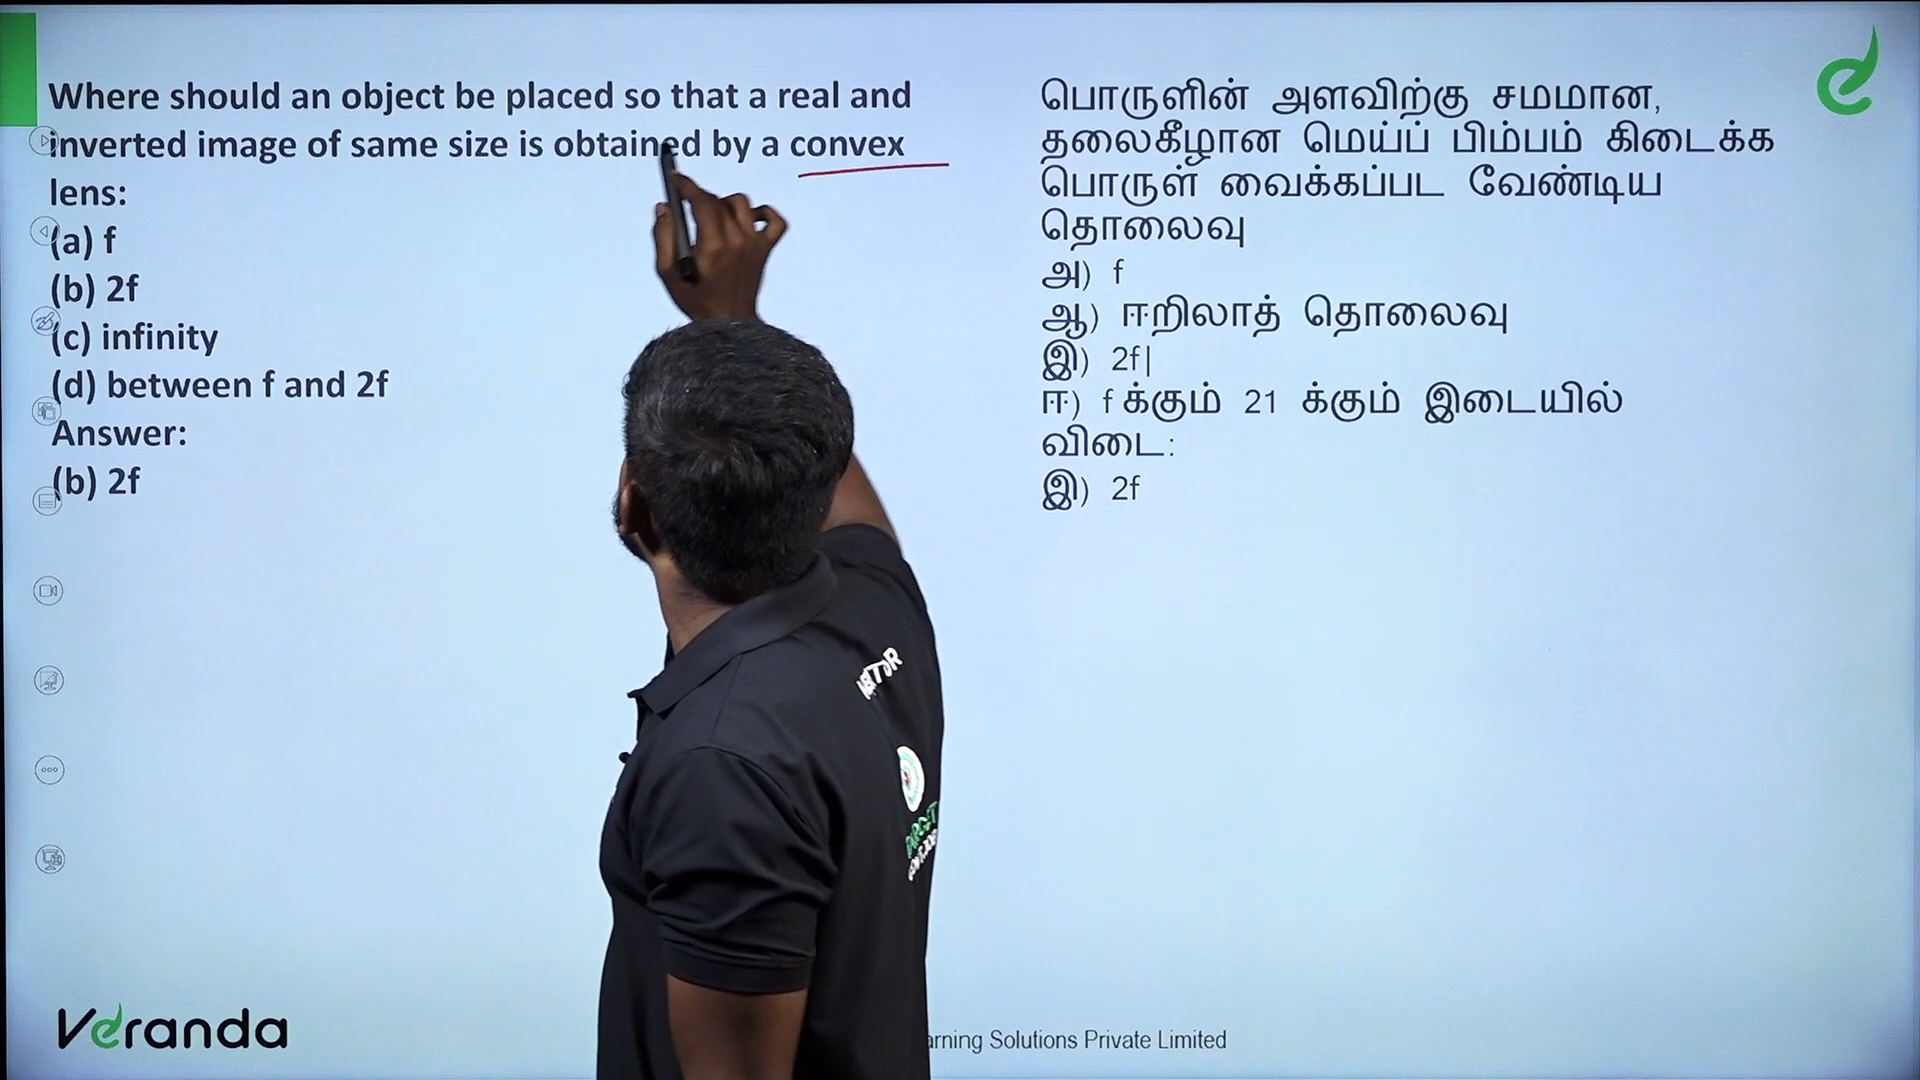 Where should an object be placed so that a real and
inverted image of same size is obtained by a convex
lens:
(a) f
(b) 2f
(c) infinity
(d) between f and 2f
Answer:
(b) 2f
பொருளின் அளவிற்கு சமமான,
தலைகீழான மெய்ப் பிம்பம் கிடைக்க
பொருள் வைக்கப்பட வேண்டிய
தொலைவு
அ) f
ஆ) ஈறிலாத் தொலைவு
இ) 2f|
ஈ) f க்கும் 21 க்கும் இடையில்
விடை:
இ) 2f
Veranda
Solutions Private Limited